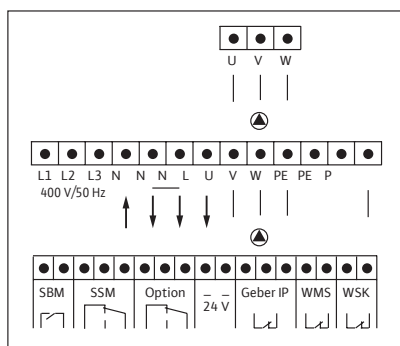 U V W
L1 L2 L3 N N N L U V W PE PE P
400 V/50 Hz
SBM SSM Option 24 V Geber IP WMS WSK